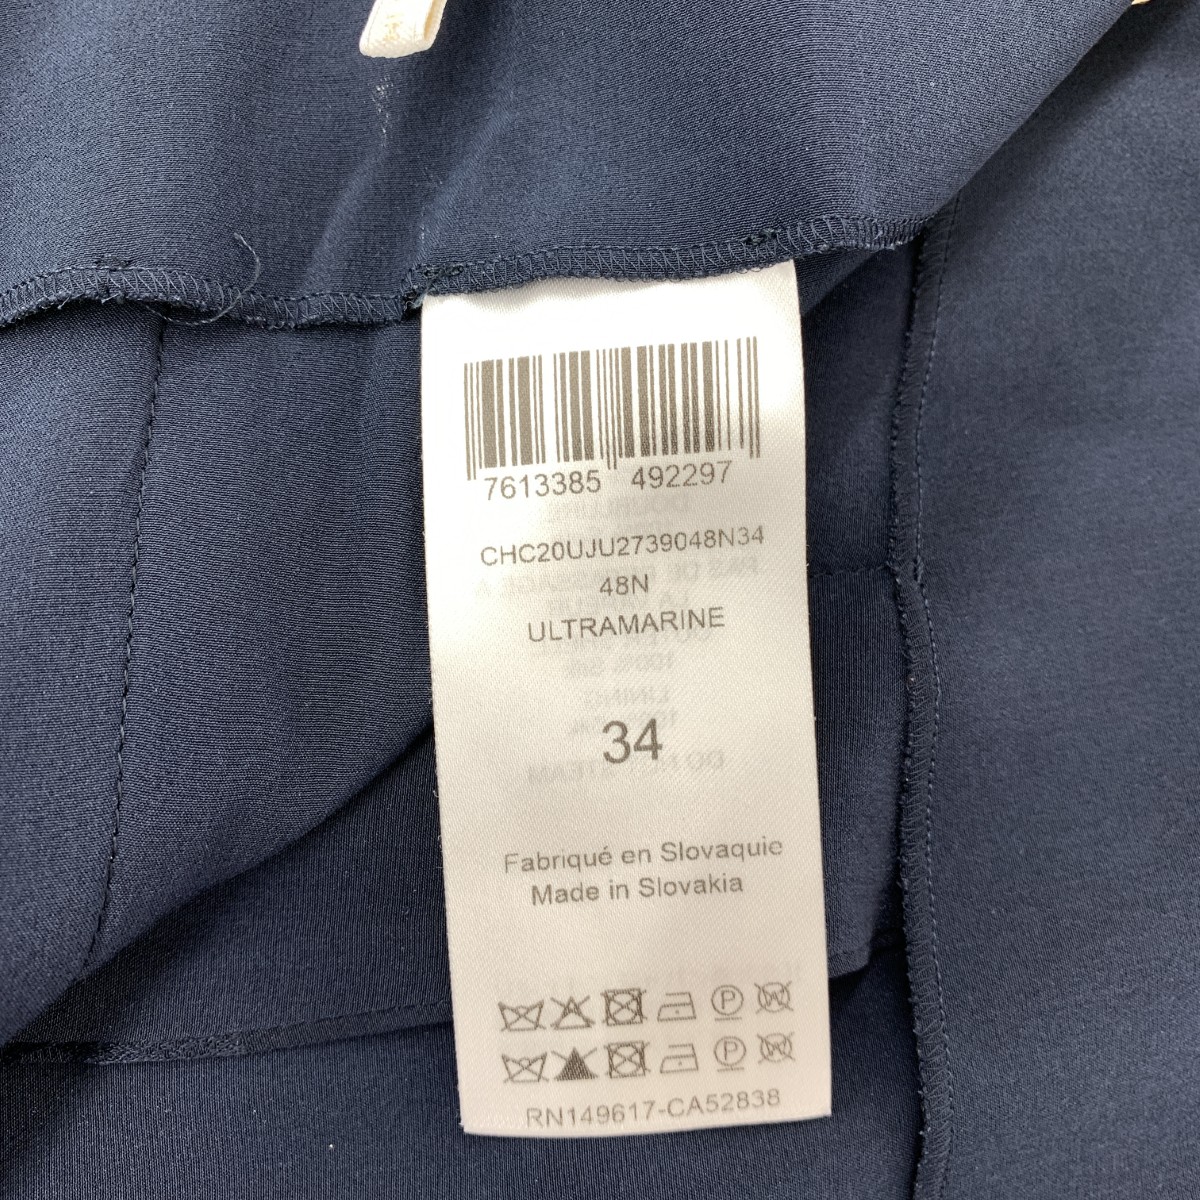 7613385 492297
CHC20UJU2739048N34
48N
ULTRAMARINE
34
Fabriqué en Slovaquie
Made in Slovakia
P W
P W
RN149617-CA52838